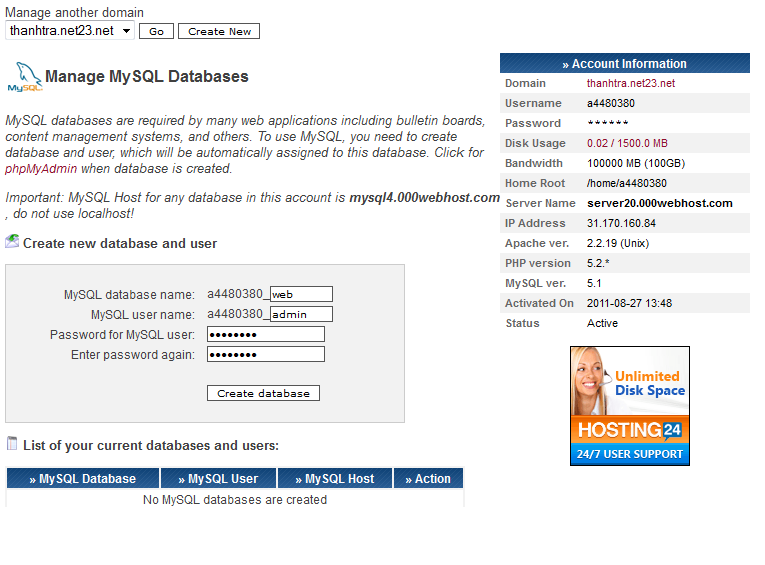 Manage another domain
thanhtra.net23.net Go Create New
MySQL Manage MySQL Databases
MySQL databases are required by many web applications including bulletin boards,
content management systems, and others. To use MySQL, you need to create
database and user, which will be automatically assigned to this database. Click for
phpMyAdmin when database is created.
Important: MySQL Host for any database in this account is mysql4.000webhost.com
, do not use localhost!
Create new database and user
MySQL database name: a4480380_web
MySQL user name: a4480380_admin
Password for MySQL user: ••••••••
Enter password again: ••••••••
Create database
List of your current databases and users:
» MySQL Database » MySQL User » MySQL Host » Action
No MySQL databases are created
» Account Information
Domain thanhtra.net23.net
Username a4480380
Password ******
Disk Usage 0.02 / 1500.0 MB
Bandwidth 100000 MB (100GB)
Home Root /home/a4480380
Server Name server20.000webhost.com
IP Address 31.170.160.84
Apache ver. 2.2.19 (Unix)
PHP version 5.2.*
MySQL ver. 5.1
Activated On 2011-08-27 13:48
Status Active
Unlimited
Disk Space
HOSTING 24
24/7 USER SUPPORT